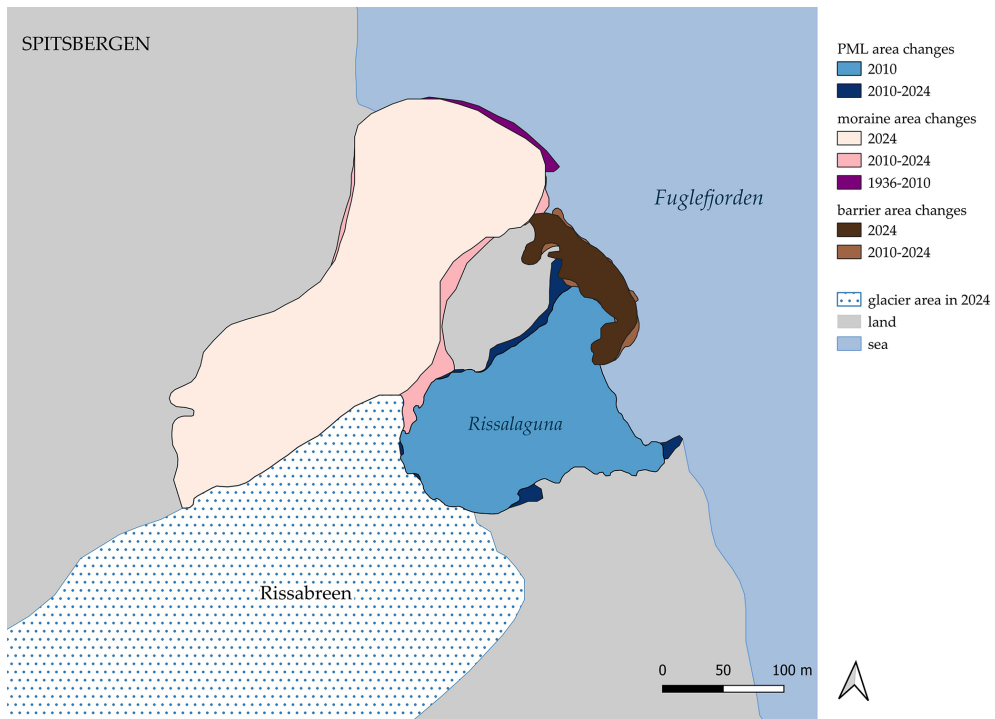 SPITSBERGEN
Fuglefjorden
Rissalaguna
Rissabreen
0 50 100 m
PML area changes
2010
2010-2024
moraine area changes
2024
2010-2024
1936-2010
barrier area changes
2024
2010-2024
glacier area in 2024
land
sea